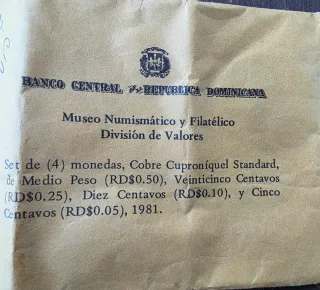 BANCO CENTRAL de la REPUBLICA DOMINICANA
Museo Numismático y Filatélico
División de Valores
Set de (4) monedas, Cobre Cuproníquel Standard,
de Medio Peso (RD$0.50), Veinticinco Centavos
(RD$0.25), Diez Centavos (RD$0.10), y Cinco
Centavos (RD$0.05), 1981.